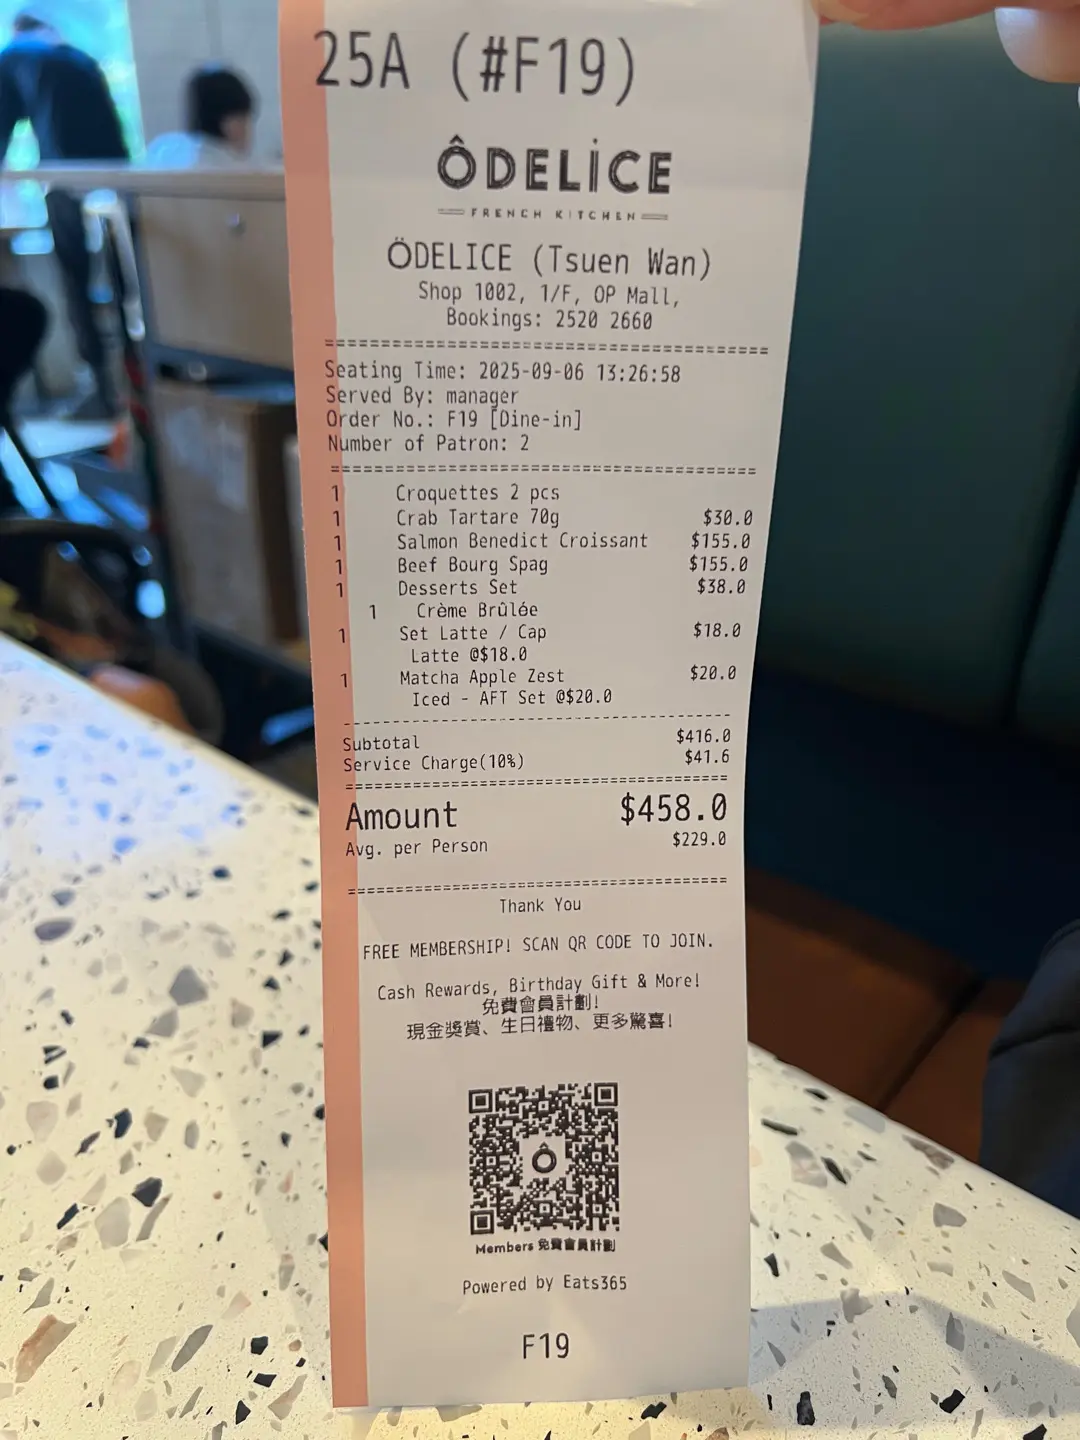 25A (#F19)
ÔDELİCE
FRENCH KITCHEN
ÖDELICE (Tsuen Wan)
Shop 1002, 1/F, OP Mall,
Bookings: 2520 2660
Seating Time: 2025-09-06 13:26:58
Served By: manager
Order No.: F19 [Dine-in]
Number of Patron: 2
1 Croquettes 2 pcs
1 Crab Tartare 70g $30.0
1 Salmon Benedict Croissant $155.0
1 Beef Bourg Spag $155.0
1 Desserts Set $38.0
1 Crème Brûlée
1 Set Latte / Cap $18.0
Latte @$18.0
1 Matcha Apple Zest $20.0
Iced - AFT Set @$20.0
Subtotal $416.0
Service Charge(10%) $41.6
Amount $458.0
Avg. per Person $229.0
Thank You
FREE MEMBERSHIP! SCAN QR CODE TO JOIN.
Cash Rewards, Birthday Gift & More!
免費會員計劃!
現金獎賞、生日禮物、更多驚喜!
Ô
Members 免費會員計劃
Powered by Eats365
F19